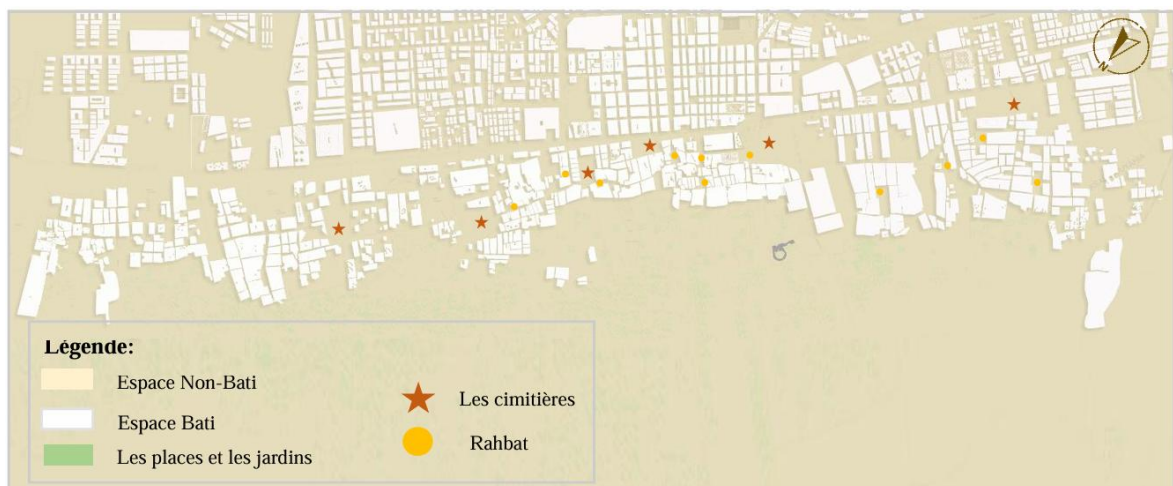 N
Légende:
Espace Non-Bati
Espace Bati
Les places et les jardins
Les cimitières
Rahbat